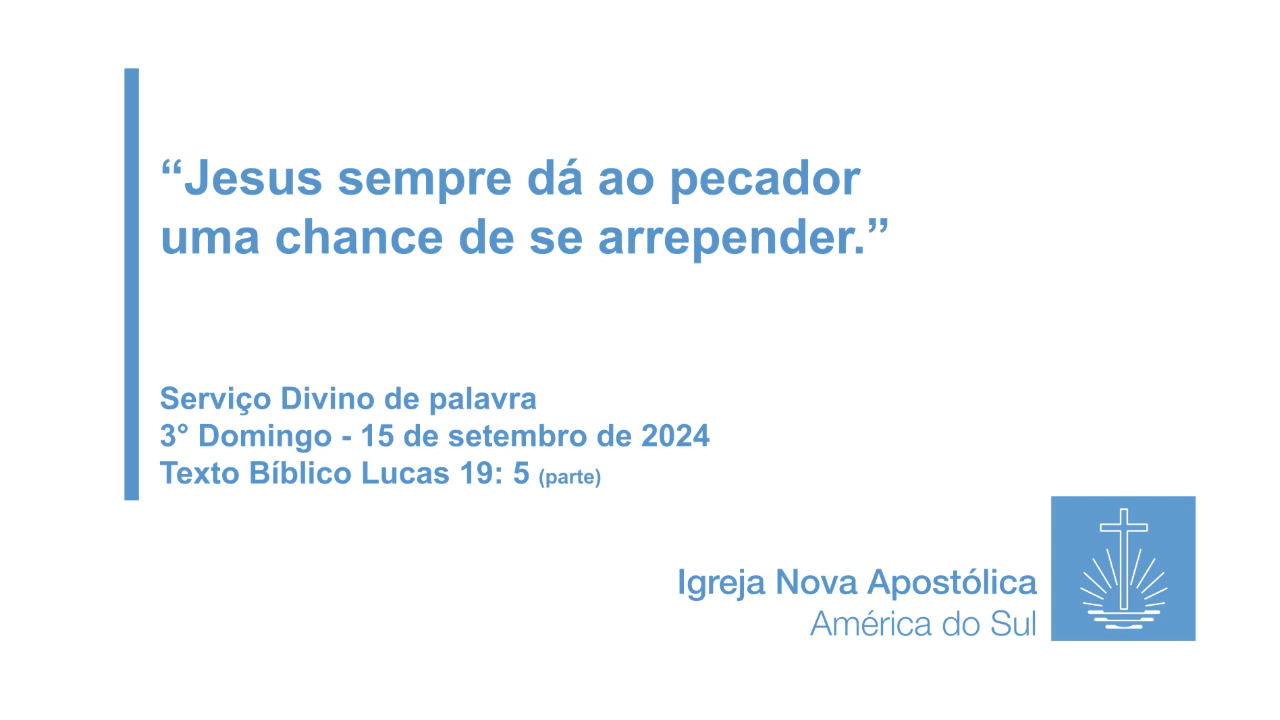 “Jesus sempre dá ao pecador
uma chance de se arrepender.”
Serviço Divino de palavra
3° Domingo - 15 de setembro de 2024
Texto Bíblico Lucas 19: 5 (parte)
Igreja Nova Apostólica
América do Sul